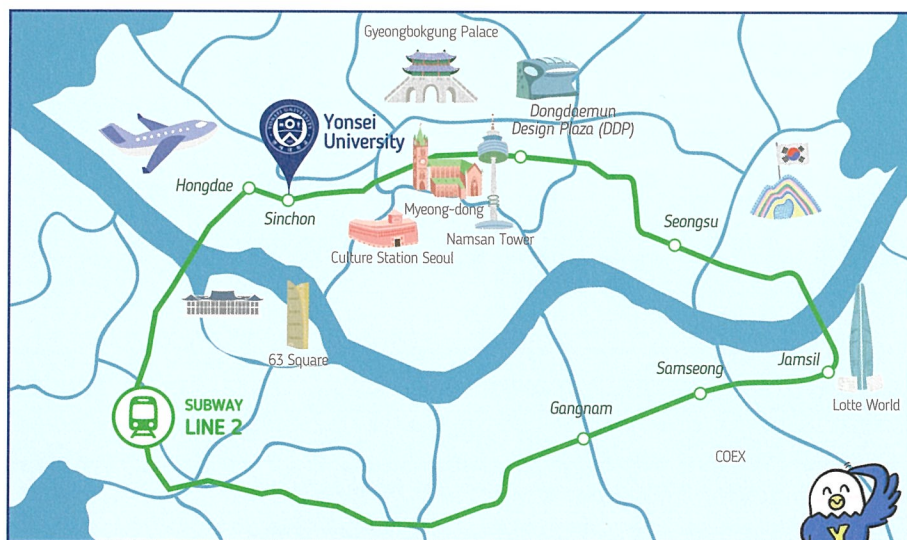 Gyeongbokgung Palace
Dongdaemun
Design Plaza (DDP)
Yonsei
University
Hongdae
Sinchon
Myeong-dong
Namsan Tower
Culture Station Seoul
Seongsu
63 Square
Jamsil
Samseong
Lotte World
Gangnam
SUBWAY
LINE 2
COEX
Y